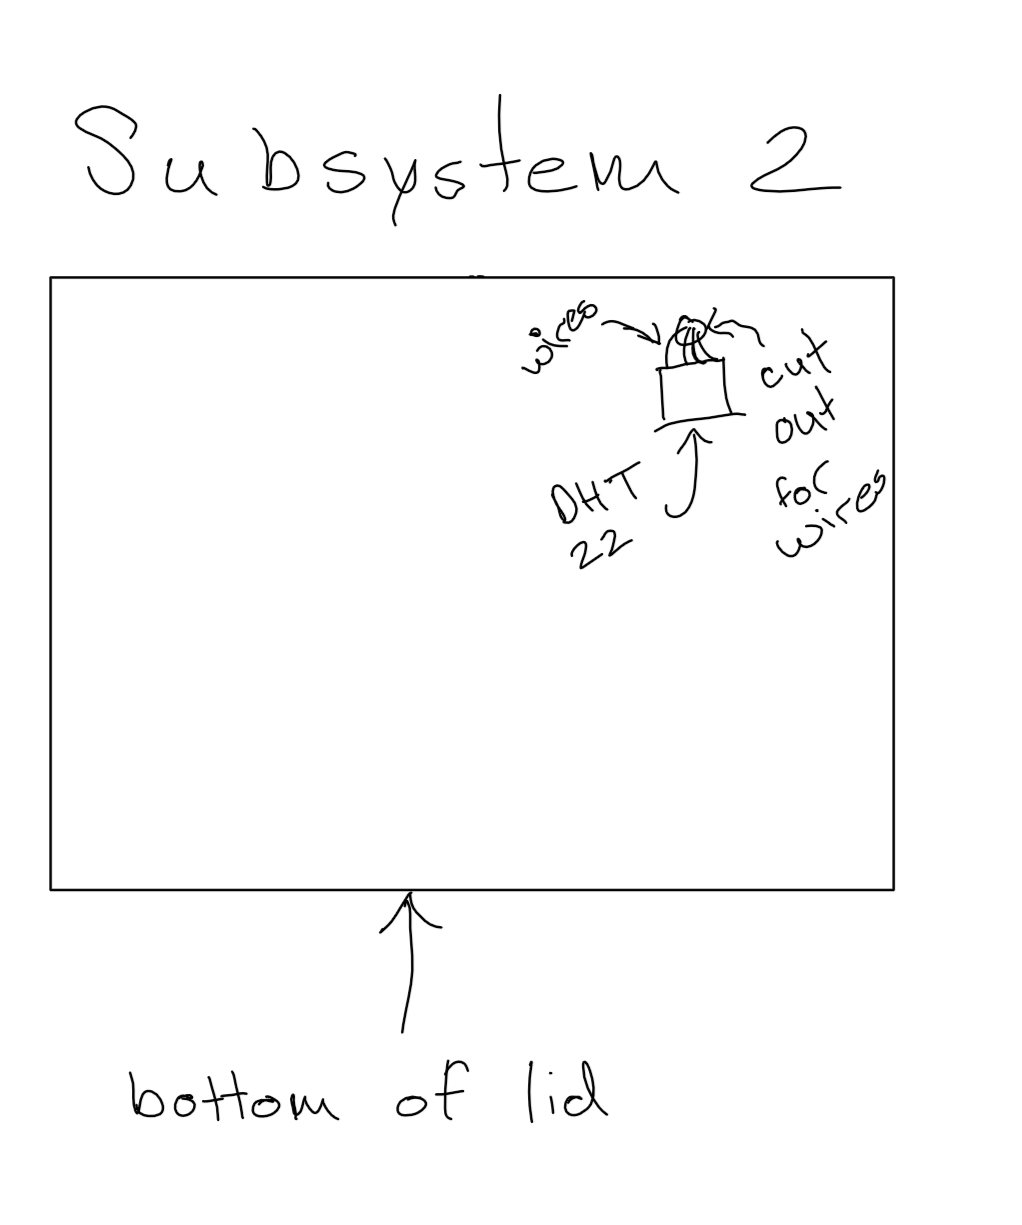 Subsystem 2
wires
cut
out
for
wires
DHT
22
bottom of lid